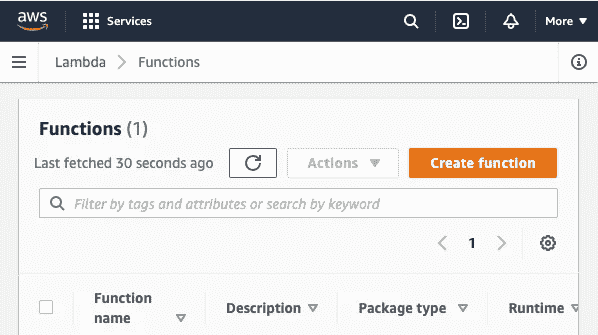 aws Services More
Lambda Functions
Functions (1)
Last fetched 30 seconds ago Actions Create function
Filter by tags and attributes or search by keyword
1
Function name Description Package type Runtime